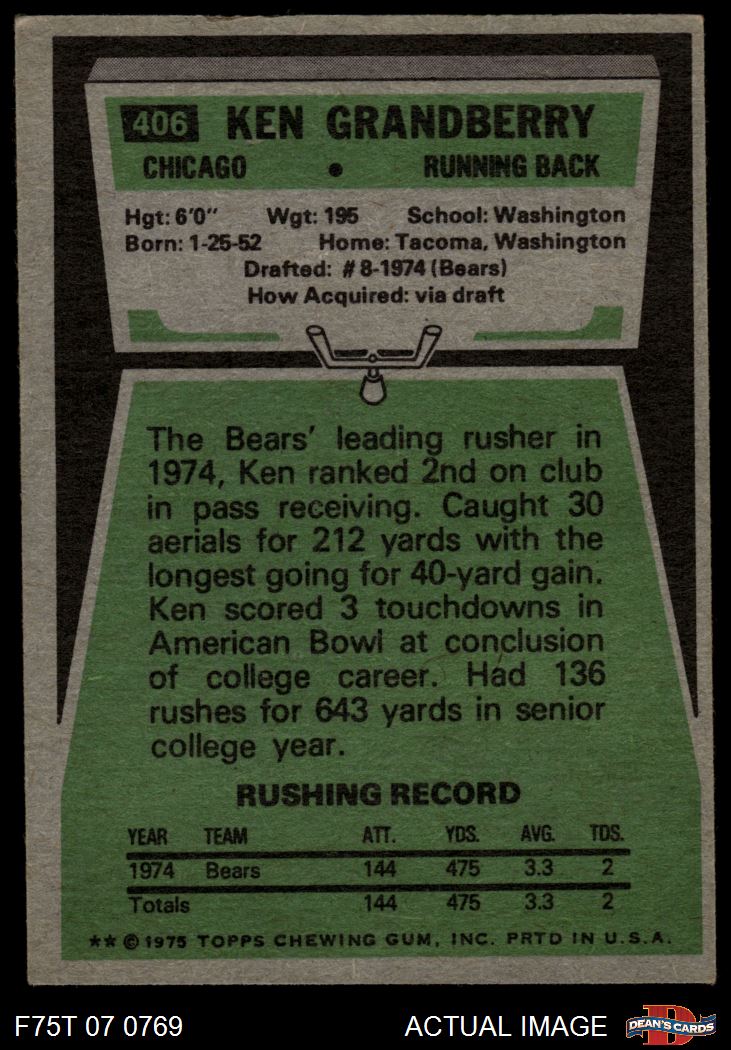 406 KEN GRANDBERRY
CHICAGO • RUNNING BACK
Hgt: 6'0" Wgt: 195 School: Washington
Born: 1-25-52 Home: Tacoma, Washington
Drafted: #8-1974 (Bears)
How Acquired: via draft
The Bears' leading rusher in
1974, Ken ranked 2nd on club
in pass receiving. Caught 30
aerials for 212 yards with the
longest going for 40-yard gain.
Ken scored 3 touchdowns in
American Bowl at conclusion
of college career. Had 136
rushes for 643 yards in senior
college year.
RUSHING RECORD
YEAR TEAM ATT. YDS. AVG. TDS.
1974 Bears 144 475 3.3 2
Totals 144 475 3.3 2
** © 1975 TOPPS CHEWING GUM, INC. PRTD IN U.S.A.
F75T 07 0769 ACTUAL IMAGE D DEAN'S CARDS